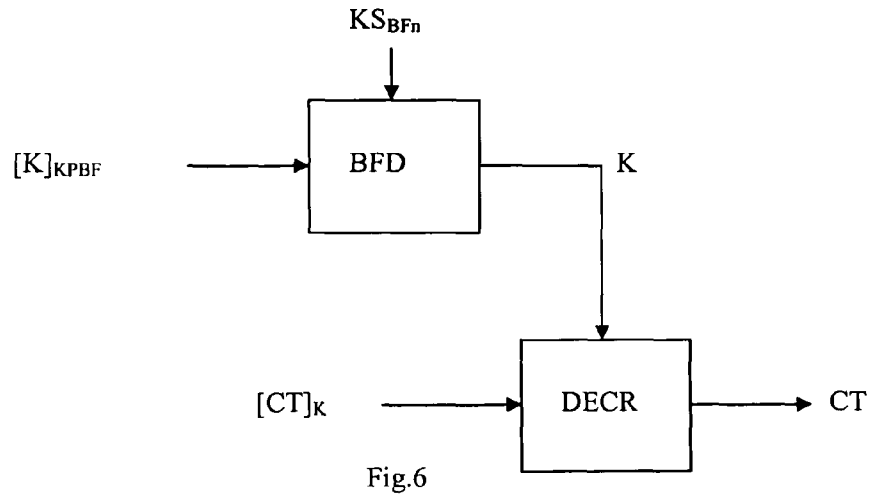 KS_BFn
[K]_KPBF
BFD
K
[CT]_K
DECR
CT
Fig.6